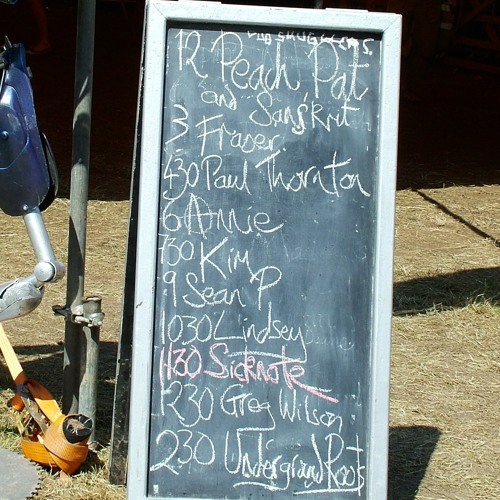 12 Peach Pat
and Sanskrit
3 Fraser.
430 Paul Thornton
6 Annie
730 Kim
9 Sean P
1030 Lindsey
1130 Sicknote
1230 Greg Wilson
230 Underground Roots